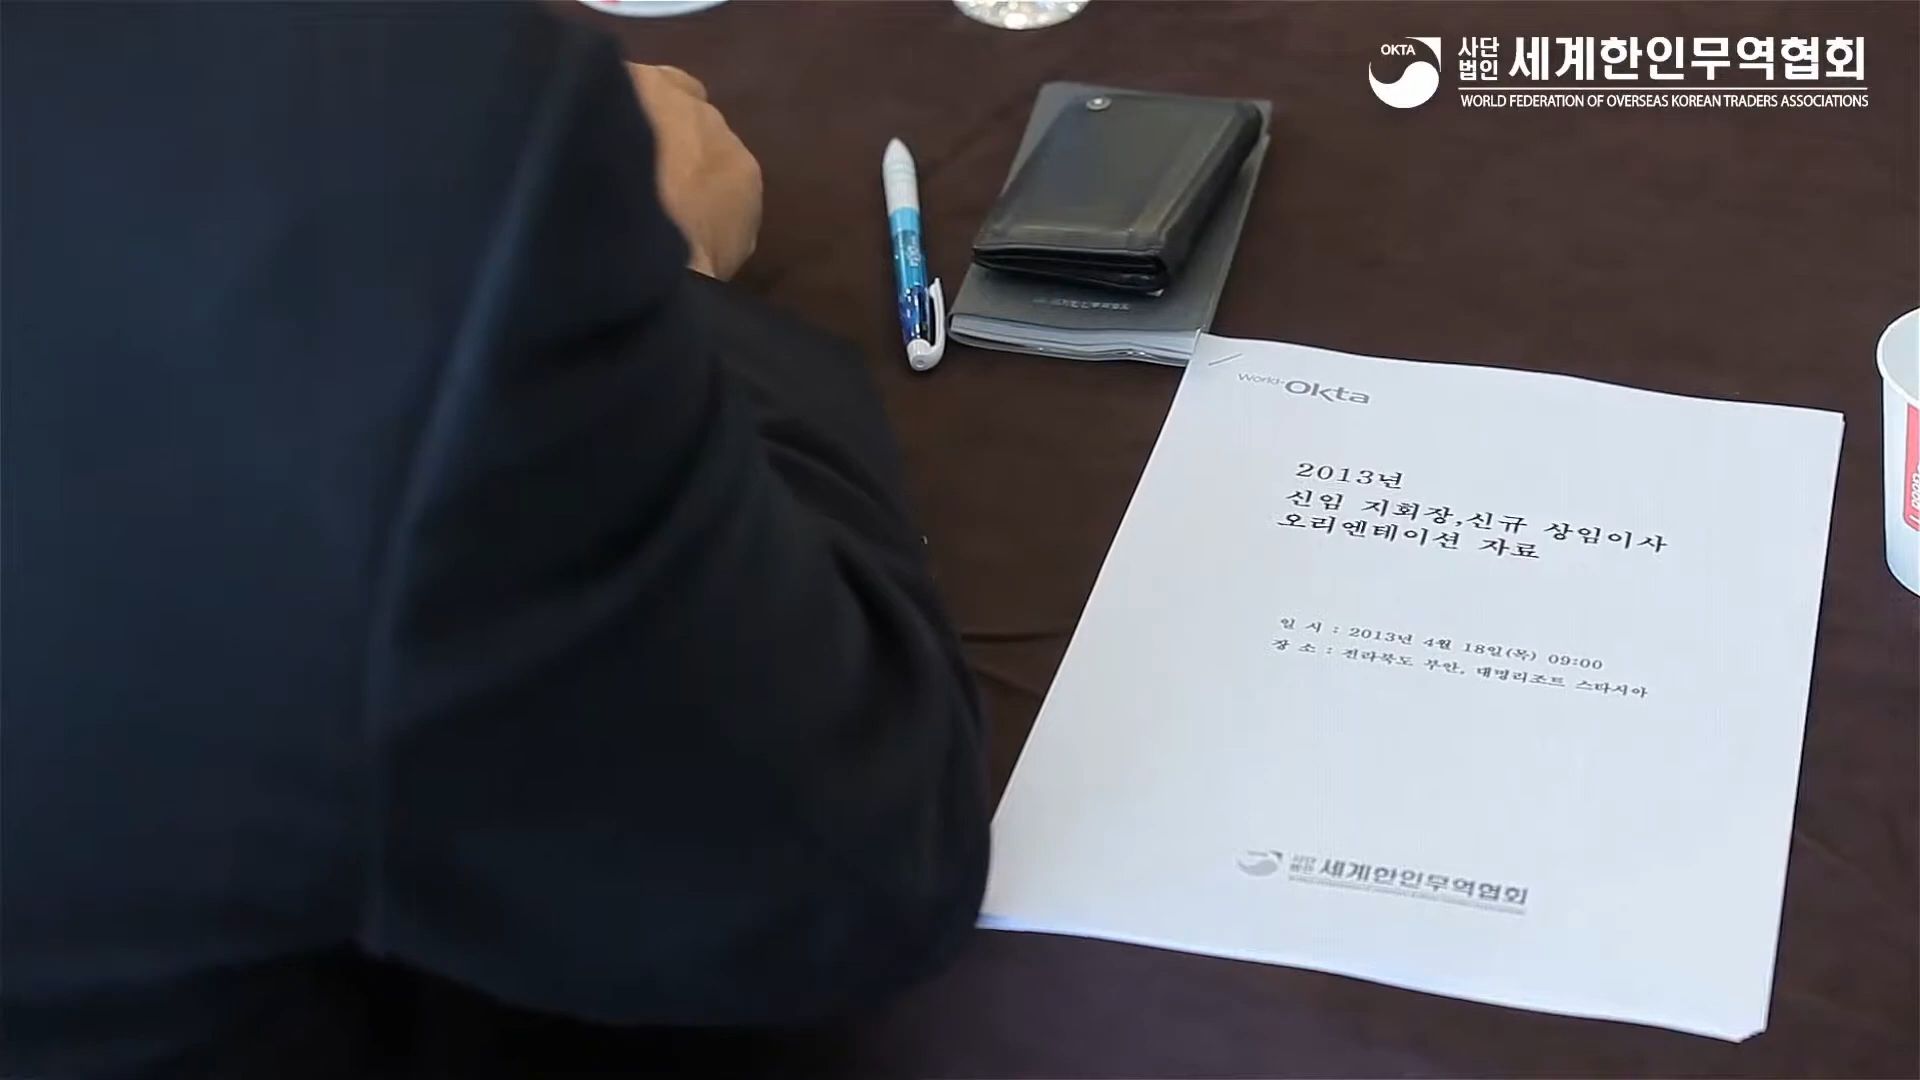 OKTA
사단
법인
세계한인무역협회
WORLD FEDERATION OF OVERSEAS KOREAN TRADERS ASSOCIATIONS
World-Okta
2013년
신임 지회장,신규 상임이사
오리엔테이션 자료
일 시 : 2013년 4월 18일(목) 09:00
장 소 : 전라북도 부안, 대명리조트 스타시아
사단
법인
세계한인무역협회